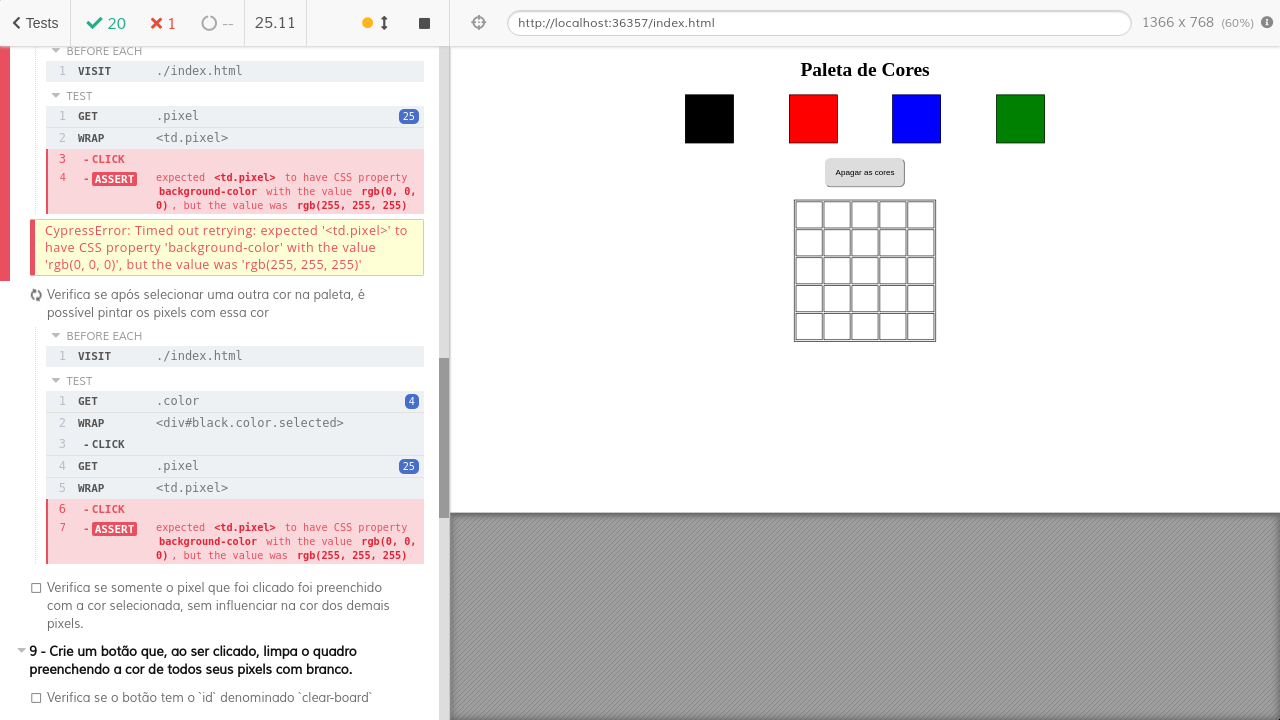 Tests 20 1 -- 25.11
http://localhost:36357/index.html 1366 x 768 (60%)
BEFORE EACH
1 VISIT ./index.html
TEST
1 GET .pixel 25
2 WRAP <td.pixel>
3 - CLICK
4 - ASSERT expected <td.pixel> to have CSS property
background-color with the value rgb(0, 0,
0) , but the value was rgb(255, 255, 255)
CypressError: Timed out retrying: expected '<td.pixel>' to
have CSS property 'background-color' with the value
'rgb(0, 0, 0)', but the value was 'rgb(255, 255, 255)'
Verifica se após selecionar uma outra cor na paleta, é
possível pintar os pixels com essa cor
BEFORE EACH
1 VISIT ./index.html
TEST
1 GET .color 4
2 WRAP <div#black.color.selected>
3 - CLICK
4 GET .pixel 25
5 WRAP <td.pixel>
6 - CLICK
7 - ASSERT expected <td.pixel> to have CSS property
background-color with the value rgb(0, 0,
0) , but the value was rgb(255, 255, 255)
Verifica se somente o pixel que foi clicado foi preenchido
com a cor selecionada, sem influenciar na cor dos demais
pixels.
9 - Crie um botão que, ao ser clicado, limpa o quadro
preenchendo a cor de todos seus pixels com branco.
Verifica se o botão tem o `id` denominado `clear-board`
Paleta de Cores
Apagar as cores